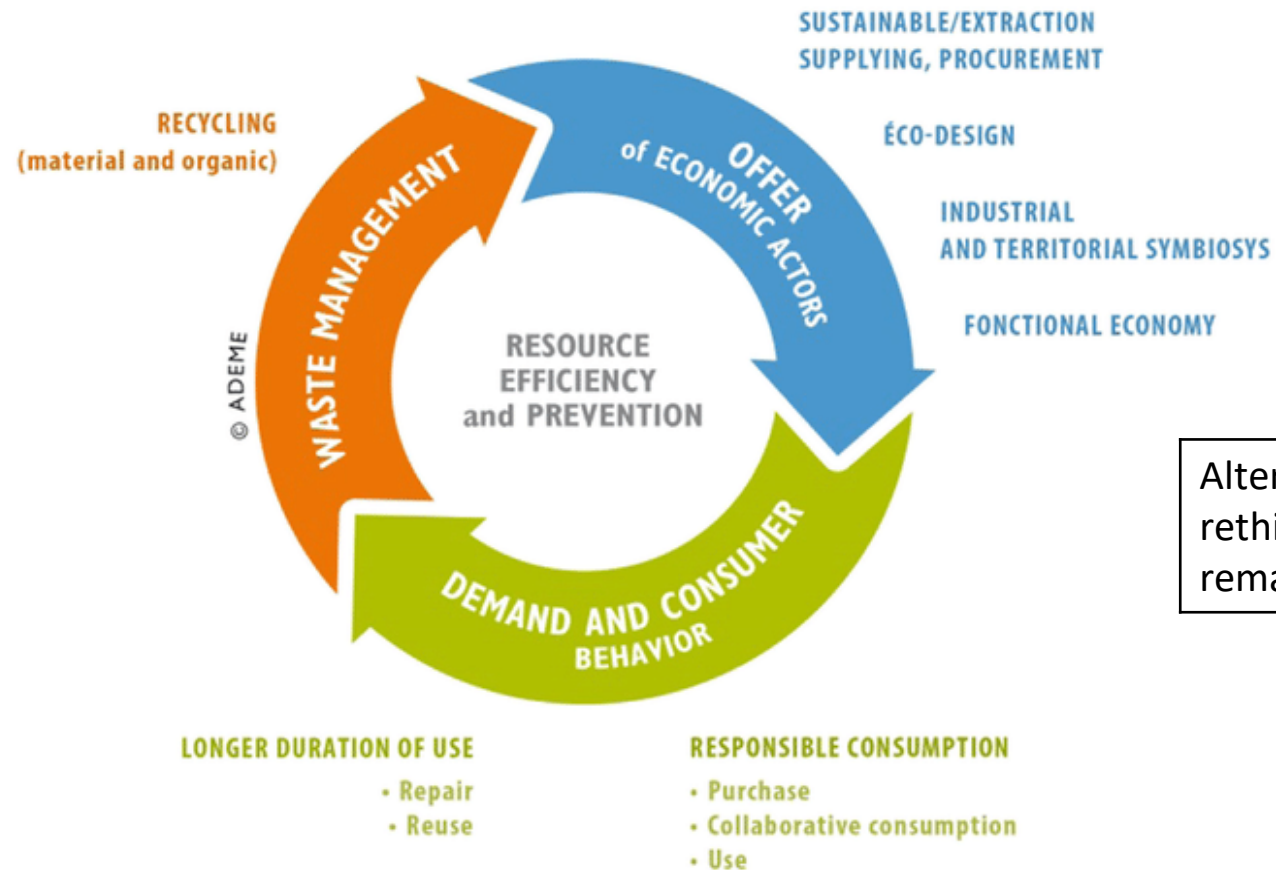 SUSTAINABLE/EXTRACTION
SUPPLYING, PROCUREMENT
ÉCO-DESIGN
INDUSTRIAL
AND TERRITORIAL SYMBIOSYS
FONCTIONAL ECONOMY
RECYCLING
(material and organic)
WASTE MANAGEMENT
OFFER
of ECONOMIC ACTORS
RESOURCE
EFFICIENCY
and PREVENTION
© ADEME
DEMAND AND CONSUMER
BEHAVIOR
LONGER DURATION OF USE
• Repair
• Reuse
RESPONSIBLE CONSUMPTION
• Purchase
• Collaborative consumption
• Use